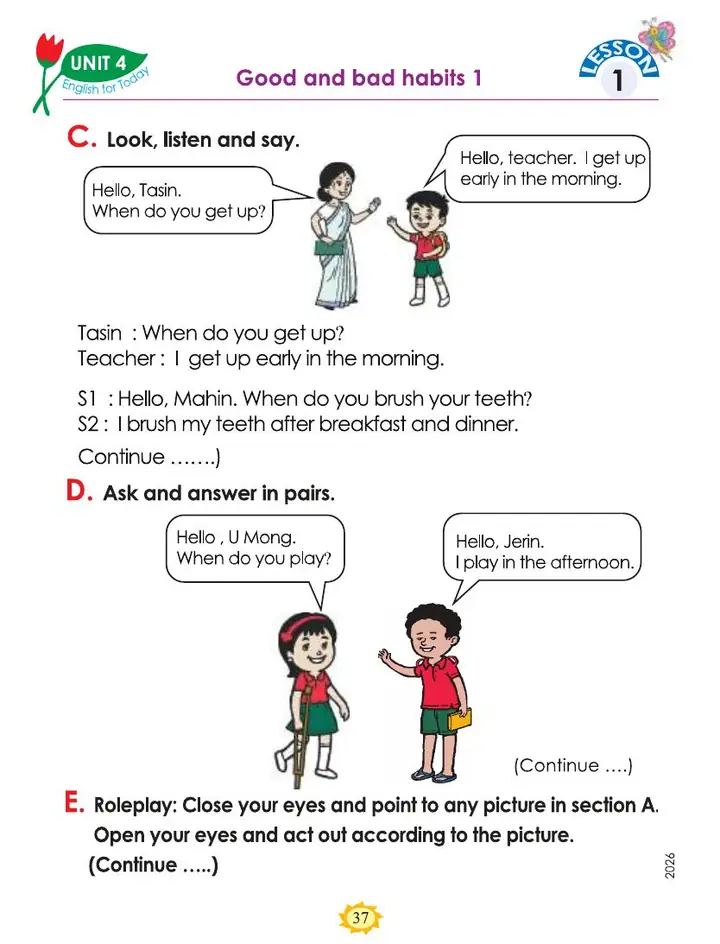 UNIT 4
English for Today
Good and bad habits 1
LESSON
1
C. Look, listen and say.
Hello, Tasin.
When do you get up?
Hello, teacher. I get up
early in the morning.
Tasin : When do you get up?
Teacher : I get up early in the morning.
S1 : Hello, Mahin. When do you brush your teeth?
S2 : I brush my teeth after breakfast and dinner.
Continue …….)
D. Ask and answer in pairs.
Hello , U Mong.
When do you play?
Hello, Jerin.
I play in the afternoon.
(Continue ….)
E. Roleplay: Close your eyes and point to any picture in section A.
Open your eyes and act out according to the picture.
(Continue …..)
2026
37